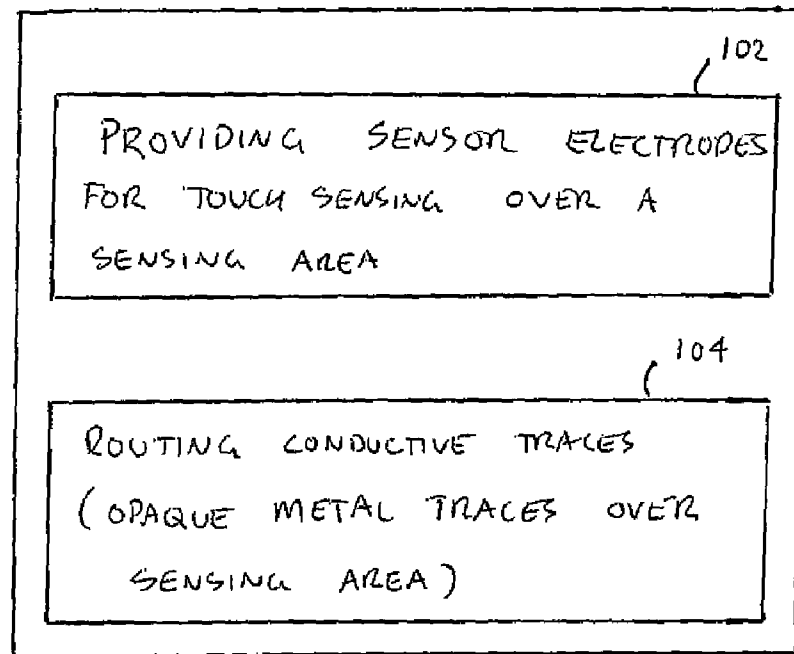 102
PROVIDING SENSOR ELECTRODES
FOR TOUCH SENSING OVER A
SENSING AREA
104
ROUTING CONDUCTIVE TRACES
(OPAQUE METAL TRACES OVER
SENSING AREA)